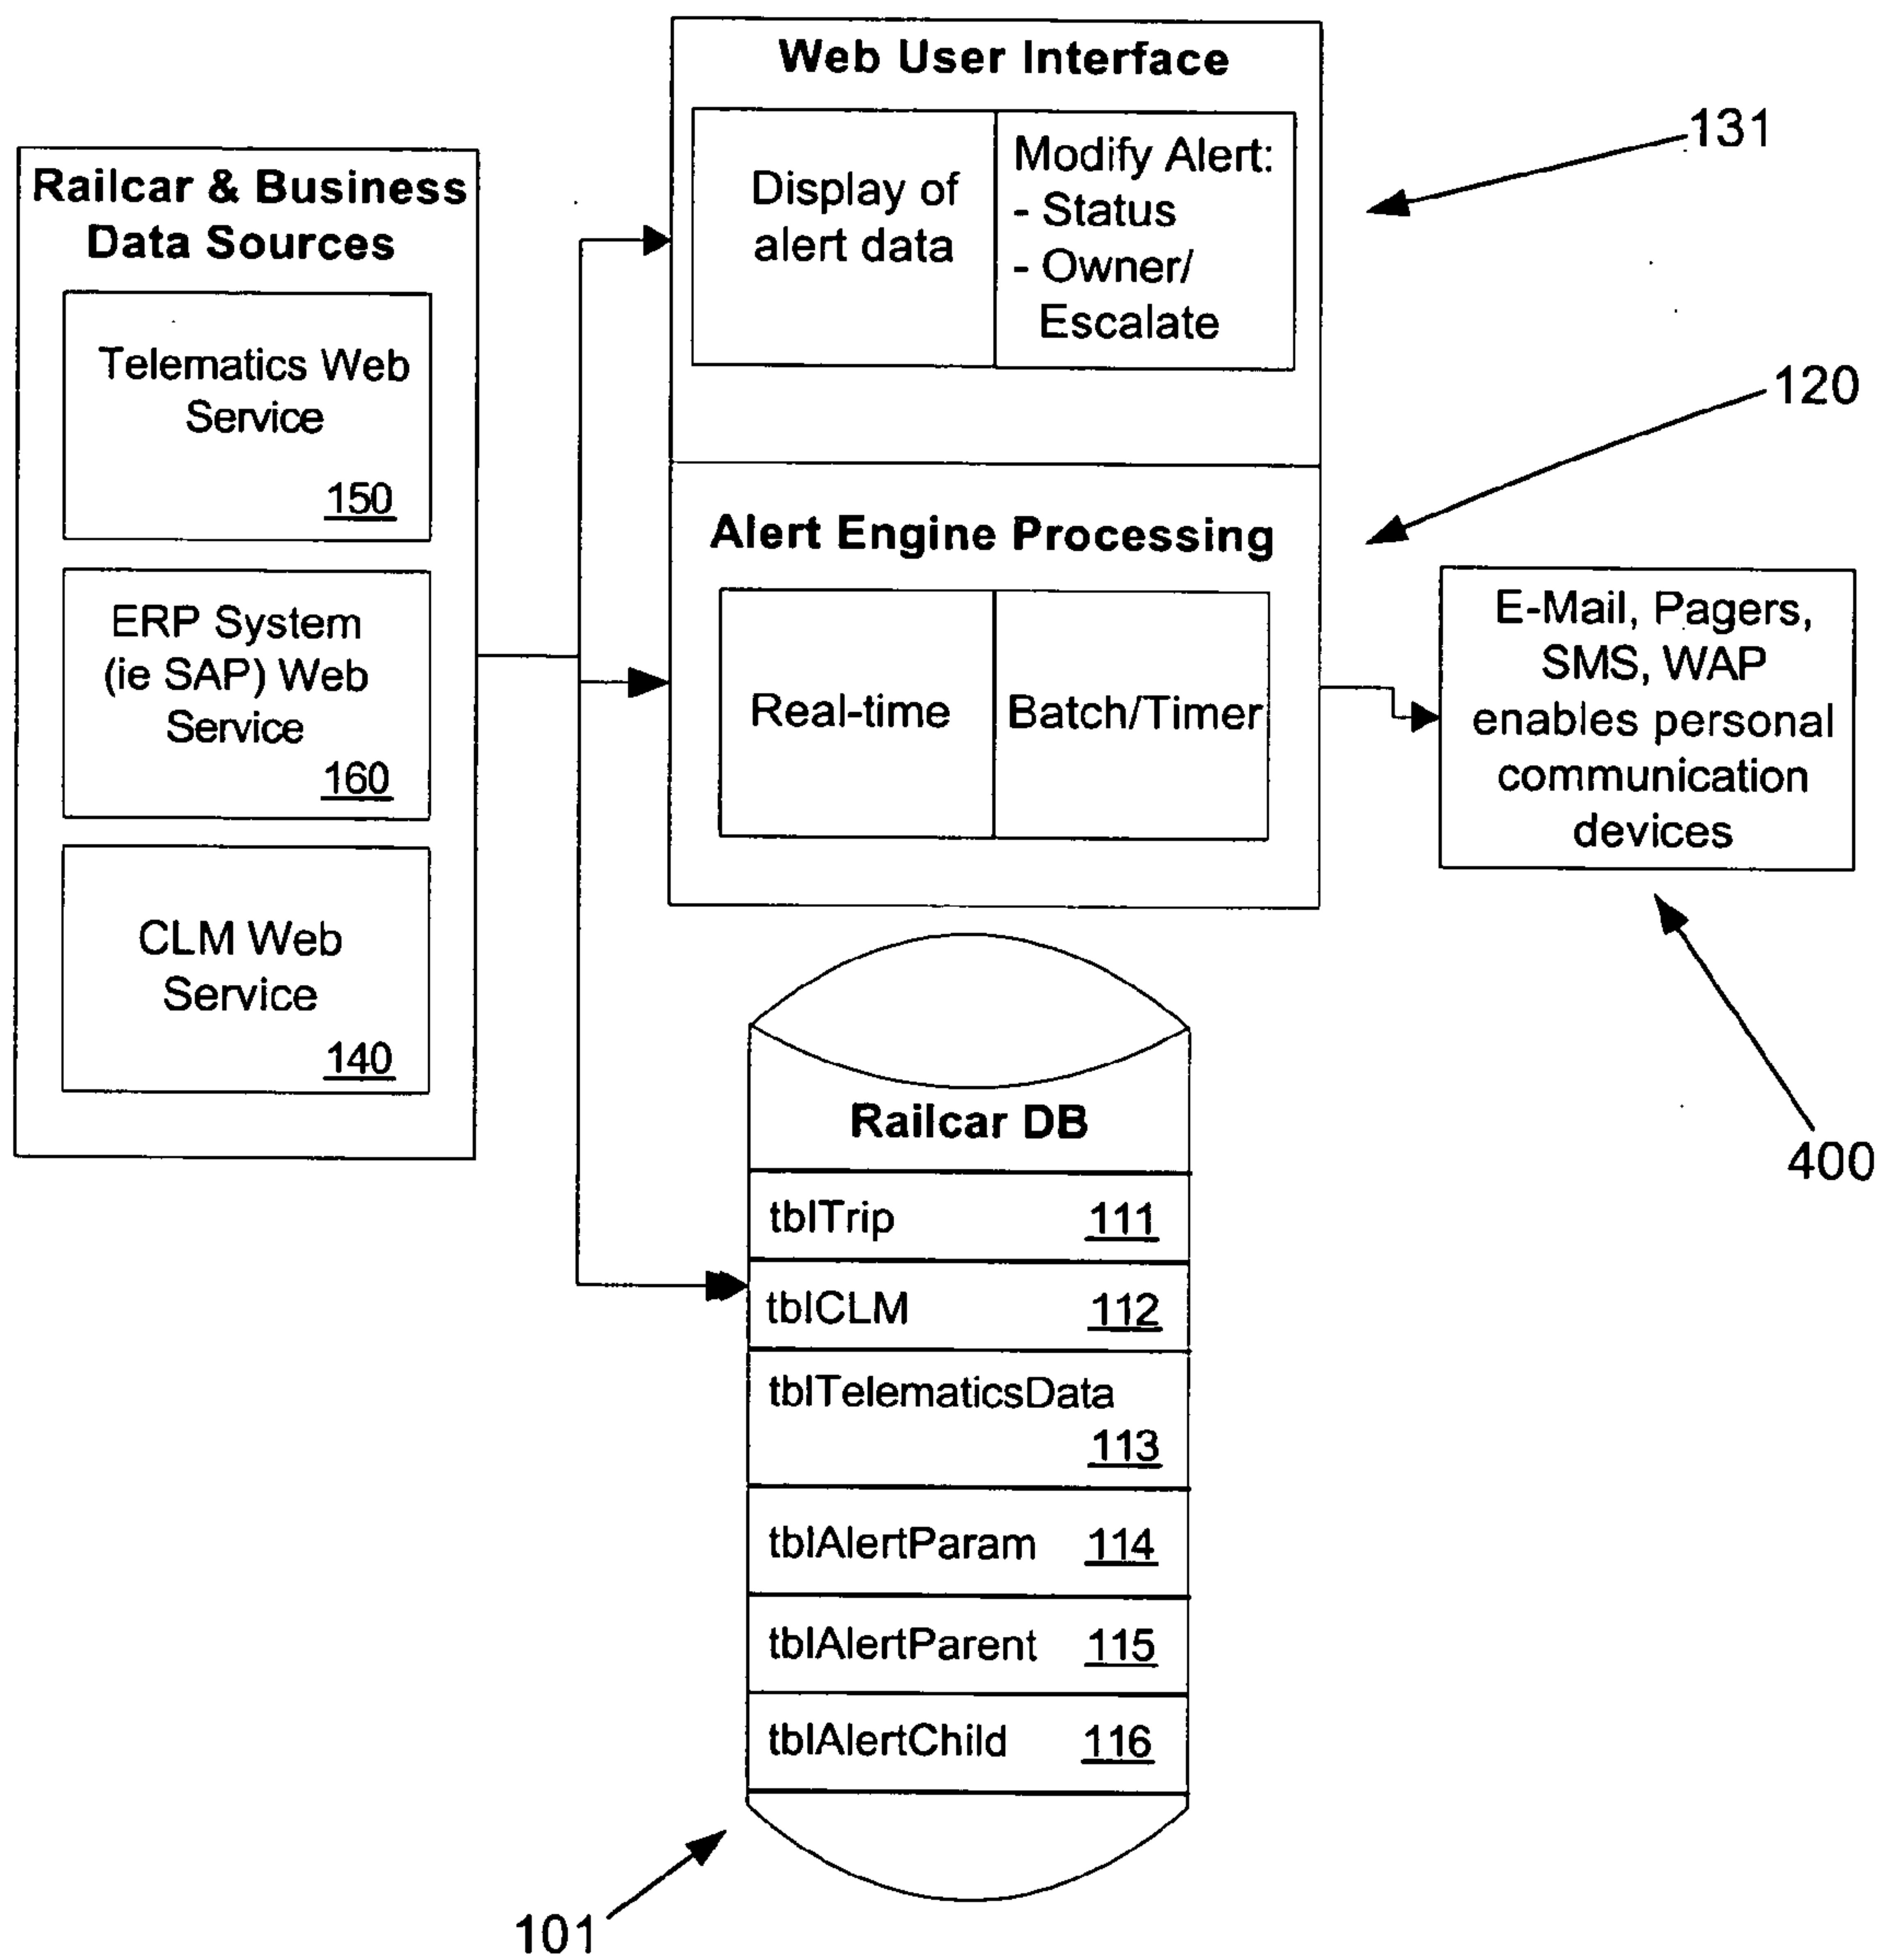 Railcar & Business
Data Sources
Telematics Web
Service
150
ERP System
(ie SAP) Web
Service
160
CLM Web
Service
140
Web User Interface
Display of
alert data
Modify Alert:
- Status
- Owner/
Escalate
131
Alert Engine Processing
Real-time
Batch/Timer
120
E-Mail, Pagers,
SMS, WAP
enables personal
communication
devices
400
Railcar DB
tblTrip 111
tblCLM 112
tblTelematicsData
113
tblAlertParam 114
tblAlertParent 115
tblAlertChild 116
101